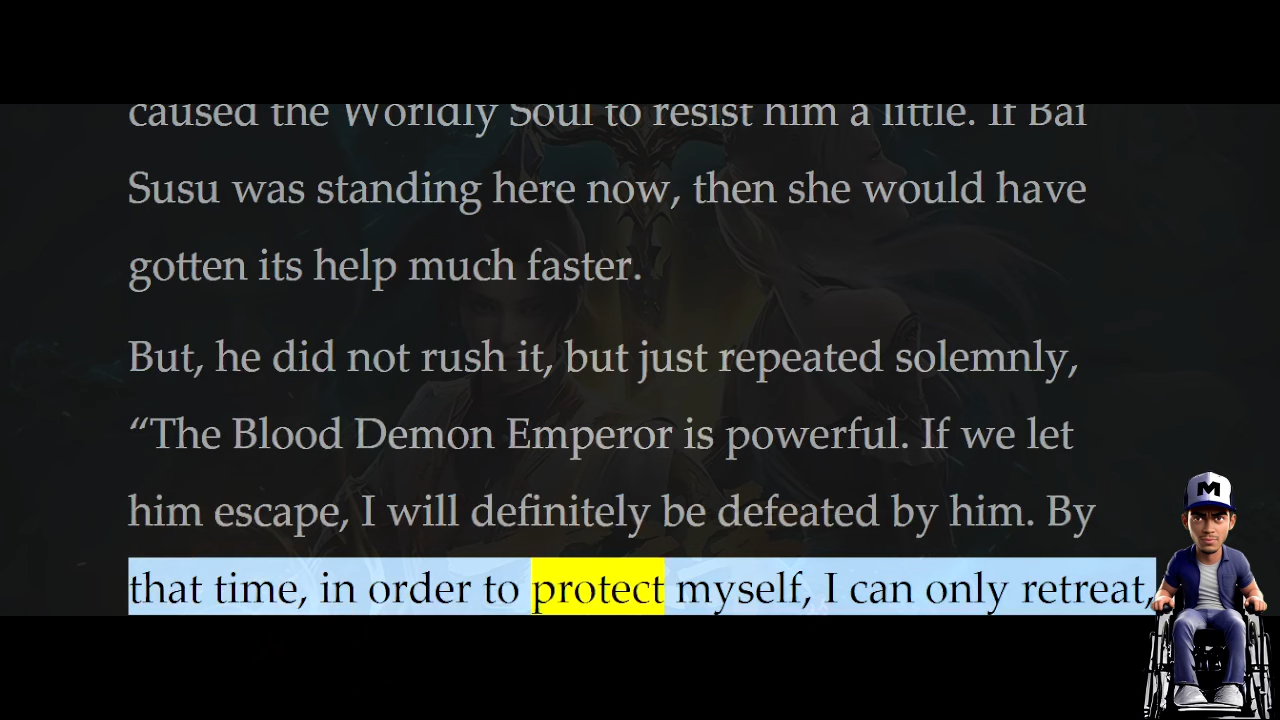 caused the Worldly Soul to resist him a little. If Bai
Susu was standing here now, then she would have
gotten its help much faster.
But, he did not rush it, but just repeated solemnly,
“The Blood Demon Emperor is powerful. If we let
him escape, I will definitely be defeated by him. By
that time, in order to protect myself, I can only retreat,
M
M